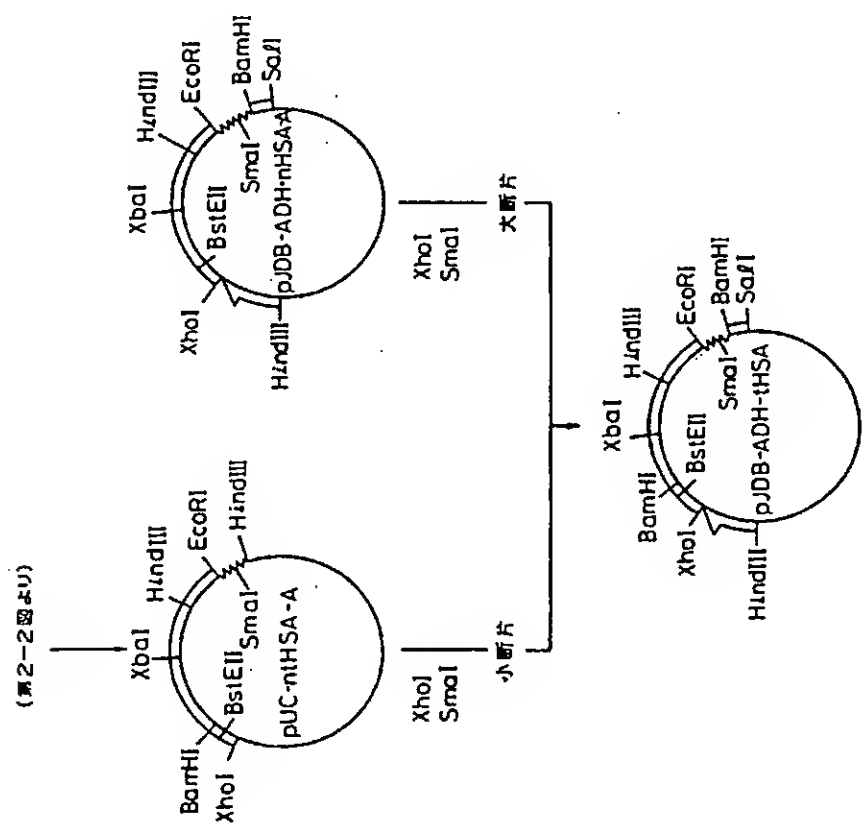 (第2-2図より)
XbaI
HindIII
EcoRI
BamHI
BstEII
SmaI
HindIII
XhoI
pUC-ntHSA-A
XhoI
SmaI
小断片
XbaI
HindIII
EcoRI
BamHI
SalI
BstEII
SmaI
XhoI
HindIII
pJDB-ADH-nHSA-A
XhoI
SmaI
大断片
XbaI
HindIII
EcoRI
BamHI
SalI
BamHI
BstEII
SmaI
XhoI
HindIII
pJDB-ADH-tHSA